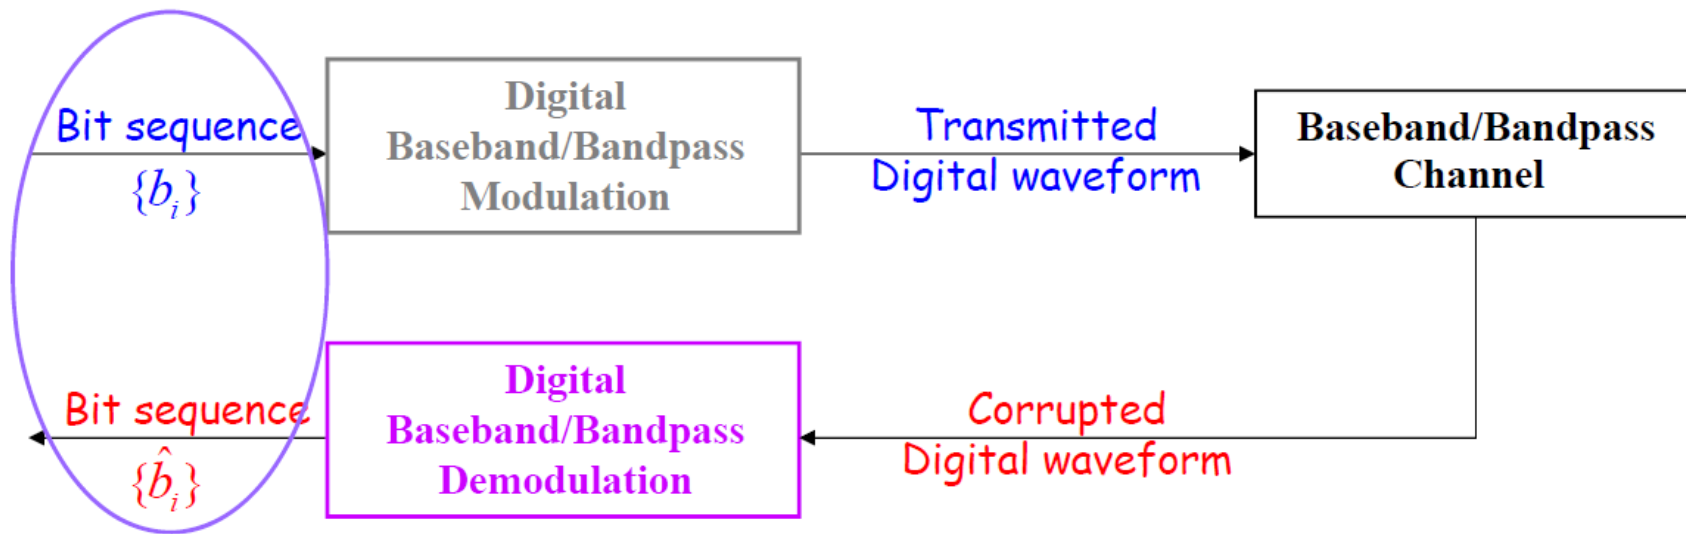 Digital
Baseband/Bandpass
Modulation
Bit sequence
{b_i}
Transmitted
Digital waveform
Baseband/Bandpass
Channel
Digital
Baseband/Bandpass
Demodulation
Bit sequence
{b̂_i}
Corrupted
Digital waveform